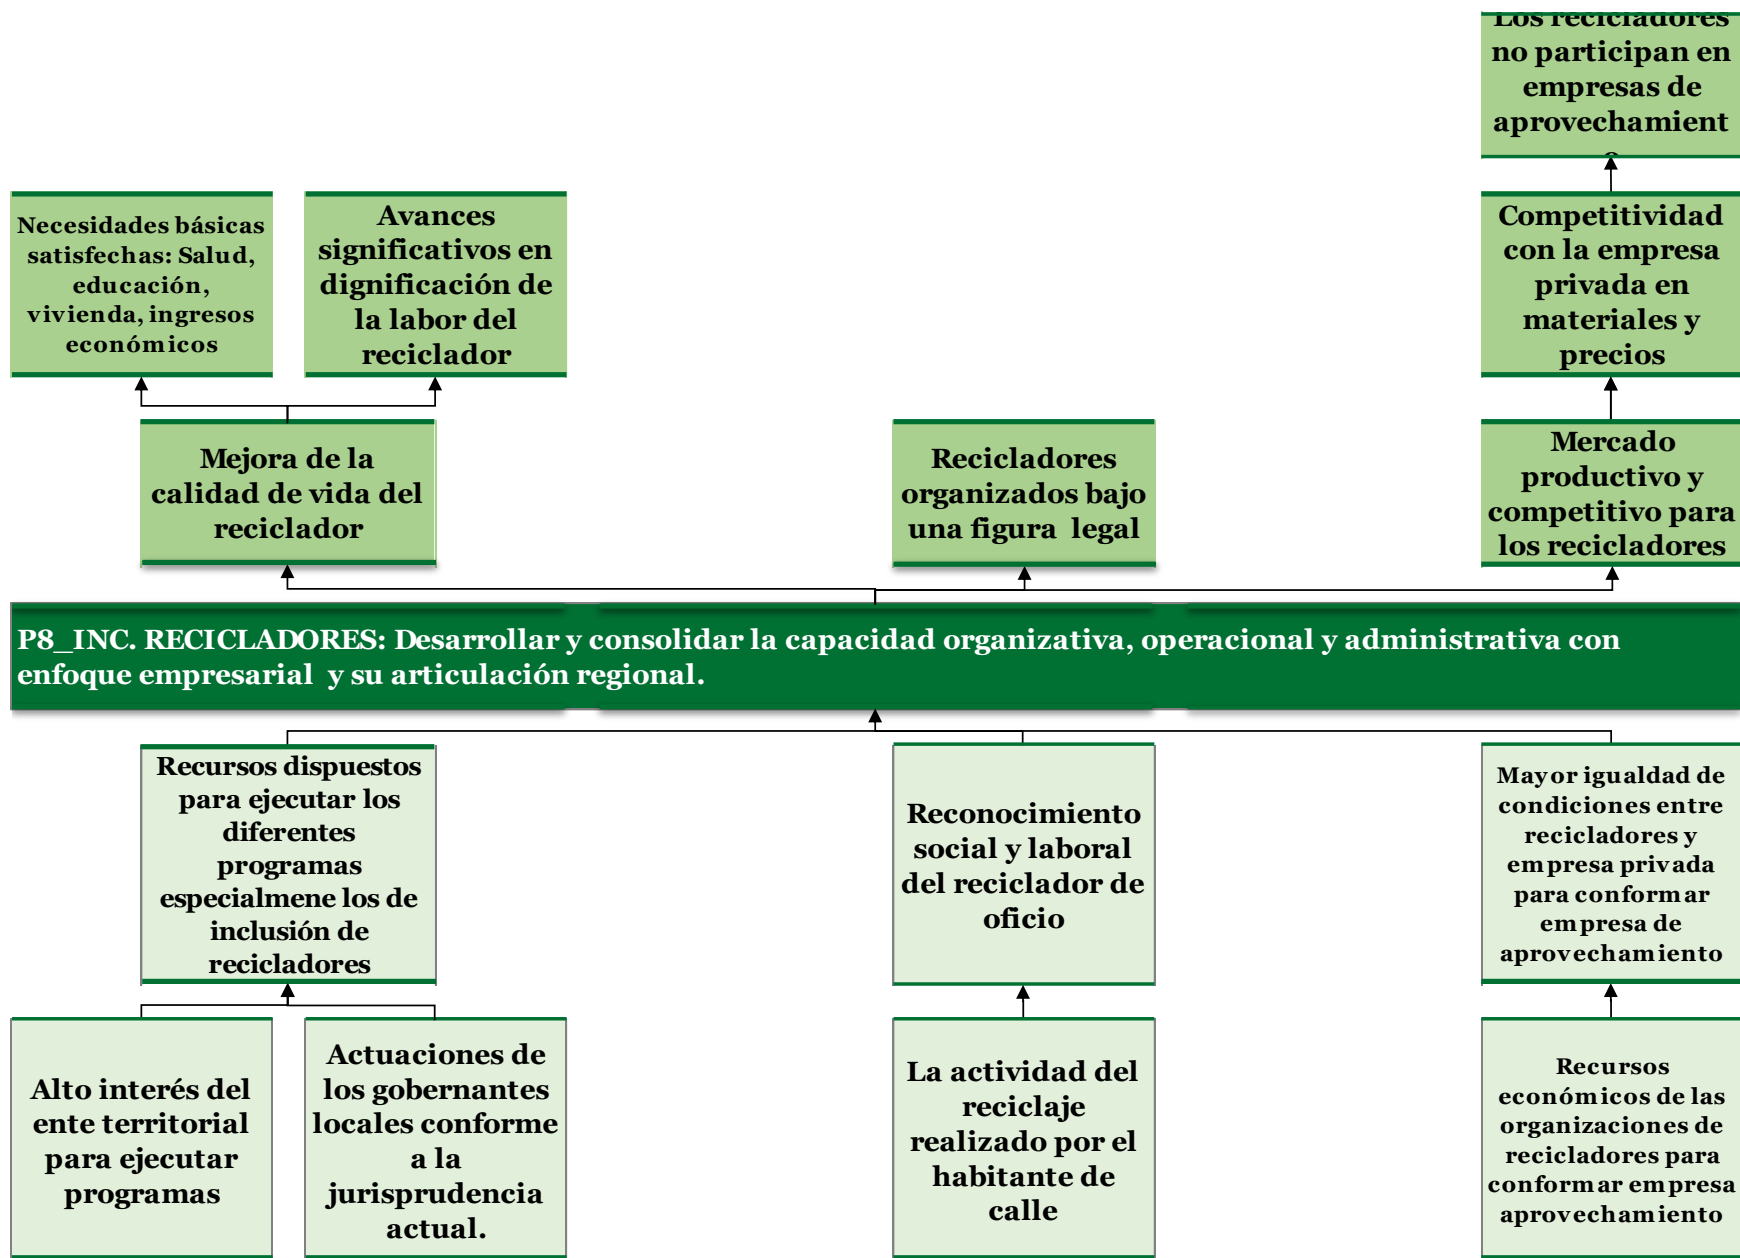 Los recicladores
no participan en
empresas de
aprovechamient
o
Necesidades básicas
satisfechas: Salud,
educación,
vivienda, ingresos
económicos
Avances
significativos en
dignificación de
la labor del
reciclador
Competitividad
con la empresa
privada en
materiales y
precios
Mejora de la
calidad de vida del
reciclador
Recicladores
organizados bajo
una figura legal
Mercado
productivo y
competitivo para
los recicladores
P8_INC. RECICLADORES: Desarrollar y consolidar la capacidad organizativa, operacional y administrativa con
enfoque empresarial y su articulación regional.
Recursos dispuestos
para ejecutar los
diferentes
programas
especialmene los de
inclusión de
recicladores
Reconocimiento
social y laboral
del reciclador de
oficio
Mayor igualdad de
condiciones entre
recicladores y
empresa privada
para conformar
empresa de
aprovechamiento
Alto interés del
ente territorial
para ejecutar
programas
Actuaciones de
los gobernantes
locales conforme
a la
jurisprudencia
actual.
La actividad del
reciclaje
realizado por el
habitante de
calle
Recursos
económicos de las
organizaciones de
recicladores para
conformar empresa
aprovechamiento